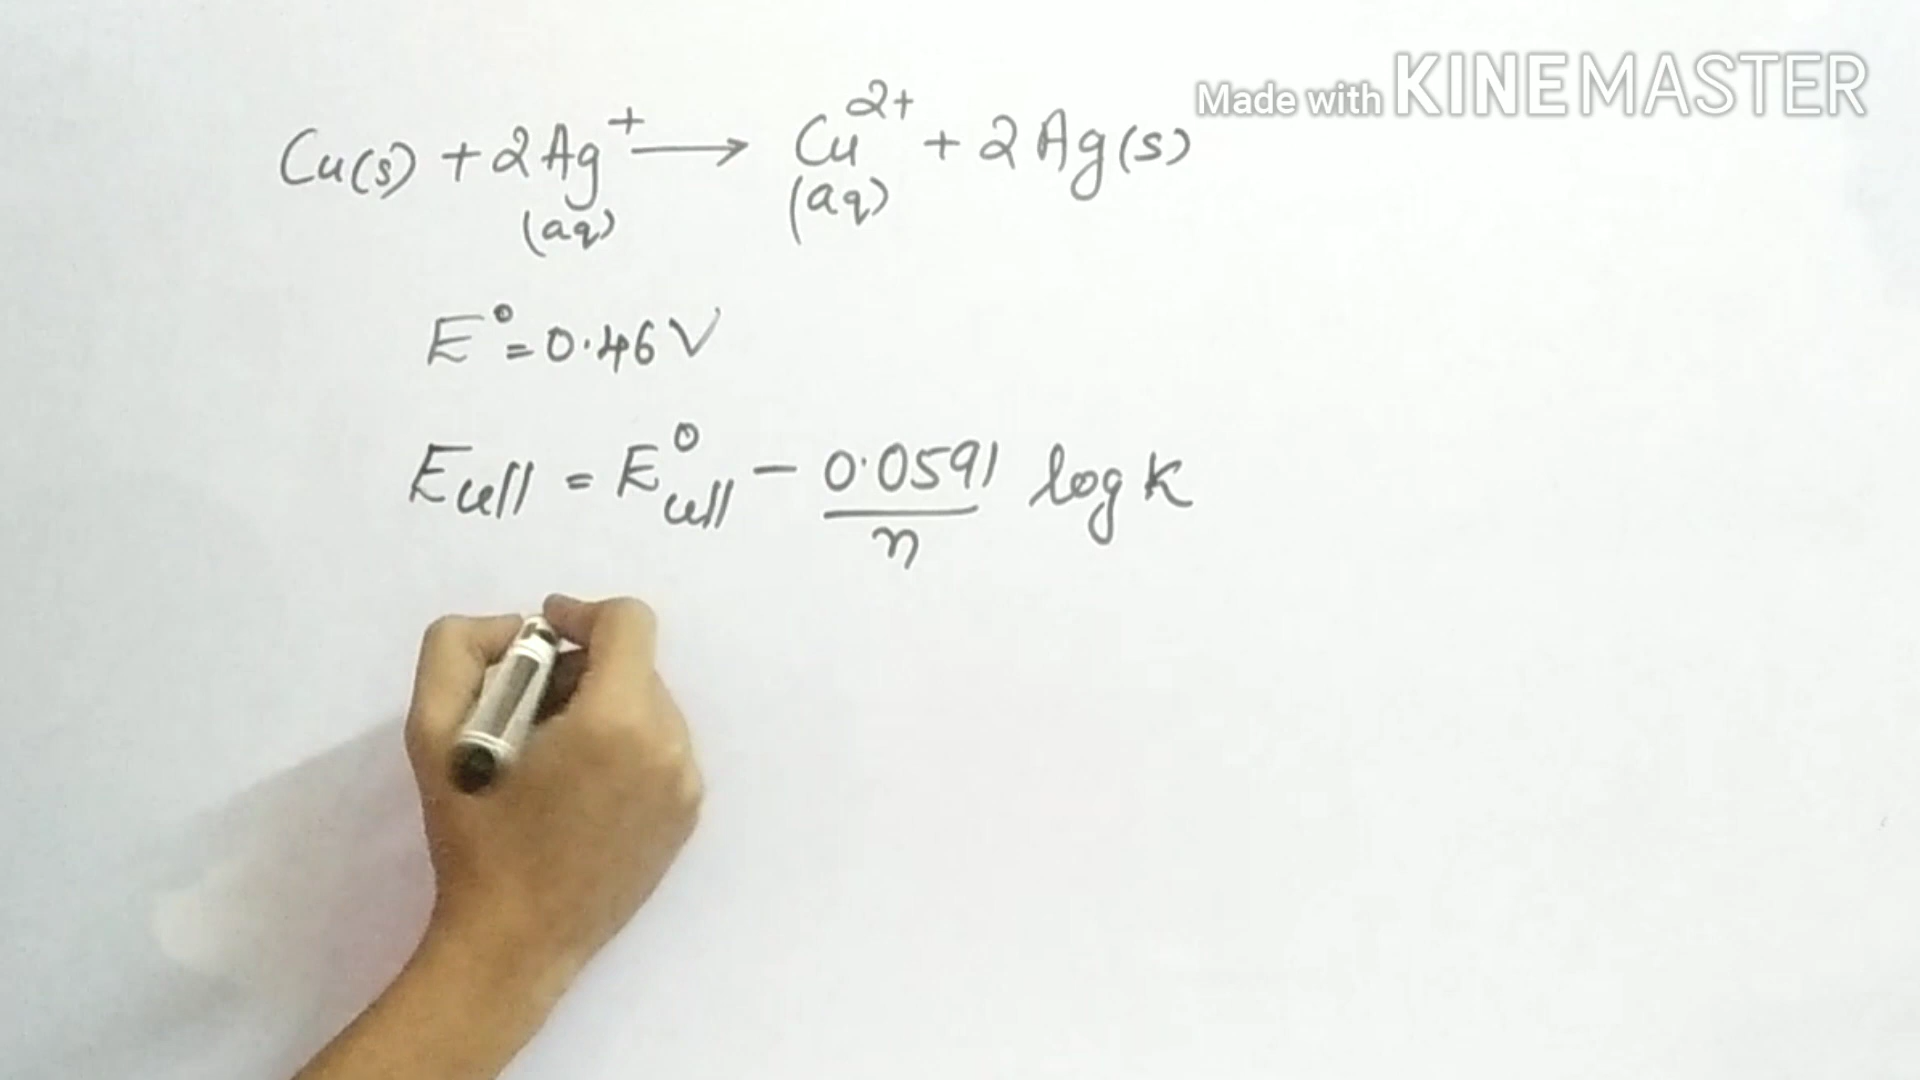 Made with KINEMASTER
Cu(s) + 2Ag⁺ (aq) ⟶ Cu²⁺ (aq) + 2Ag(s)
E° = 0.46 V
Ecell = E°cell − 0.0591/n log K